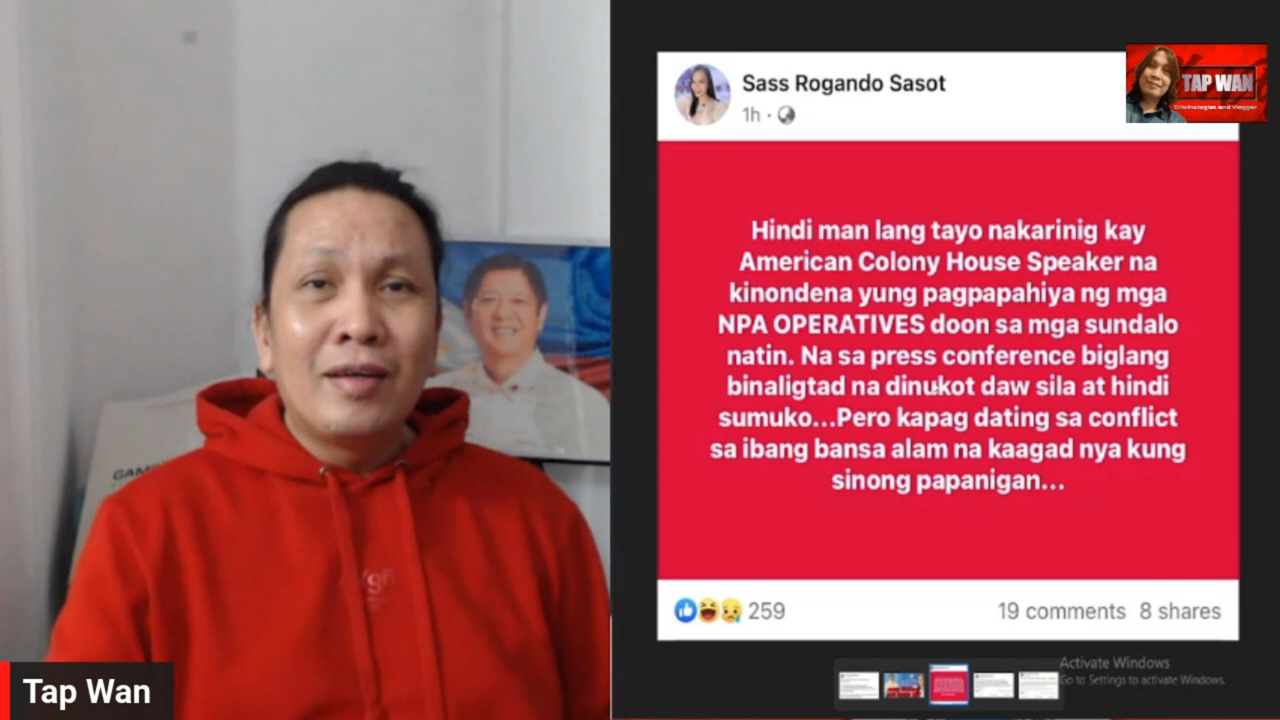 Sass Rogando Sasot
1h ·
TAP WAN
Criminologist and Vlogger
Hindi man lang tayo nakarinig kay
American Colony House Speaker na
kinondena yung pagpapahiya ng mga
NPA OPERATIVES doon sa mga sundalo
natin. Na sa press conference biglang
binaligtad na dinukot daw sila at hindi
sumuko...Pero kapag dating sa conflict
sa ibang bansa alam na kaagad nya kung
sinong papanigan...
259
19 comments 8 shares
Activate Windows
Go to Settings to activate Windows.
Tap Wan